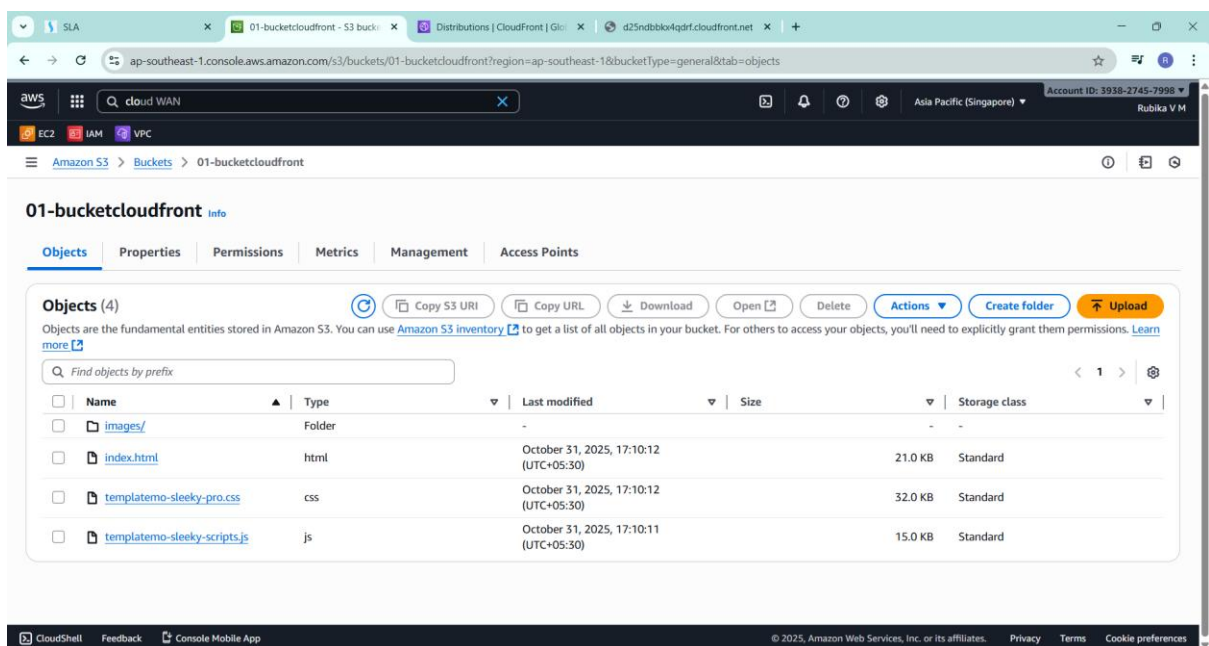 SLA
01-bucketcloudfront - S3 buck
Distributions | CloudFront | Glo
d25ndbbkx4qdrf.cloudfront.net
ap-southeast-1.console.aws.amazon.com/s3/buckets/01-bucketcloudfront?region=ap-southeast-1&bucketType=general&tab=objects
B
aws
cloud WAN
Asia Pacific (Singapore)
Account ID: 3938-2745-7998
Rubika V M
EC2 IAM VPC
Amazon S3 > Buckets > 01-bucketcloudfront
01-bucketcloudfront Info
Objects Properties Permissions Metrics Management Access Points
Objects (4)
Copy S3 URI Copy URL Download Open Delete Actions Create folder Upload
Objects are the fundamental entities stored in Amazon S3. You can use Amazon S3 inventory to get a list of all objects in your bucket. For others to access your objects, you'll need to explicitly grant them permissions. Learn
more
Find objects by prefix
< 1 >
Name Type Last modified Size Storage class
images/ Folder - - -
index.html html October 31, 2025, 17:10:12 (UTC+05:30) 21.0 KB Standard
templatemo-sleeky-pro.css css October 31, 2025, 17:10:12 (UTC+05:30) 32.0 KB Standard
templatemo-sleeky-scripts.js js October 31, 2025, 17:10:11 (UTC+05:30) 15.0 KB Standard
CloudShell Feedback Console Mobile App © 2025, Amazon Web Services, Inc. or its affiliates. Privacy Terms Cookie preferences